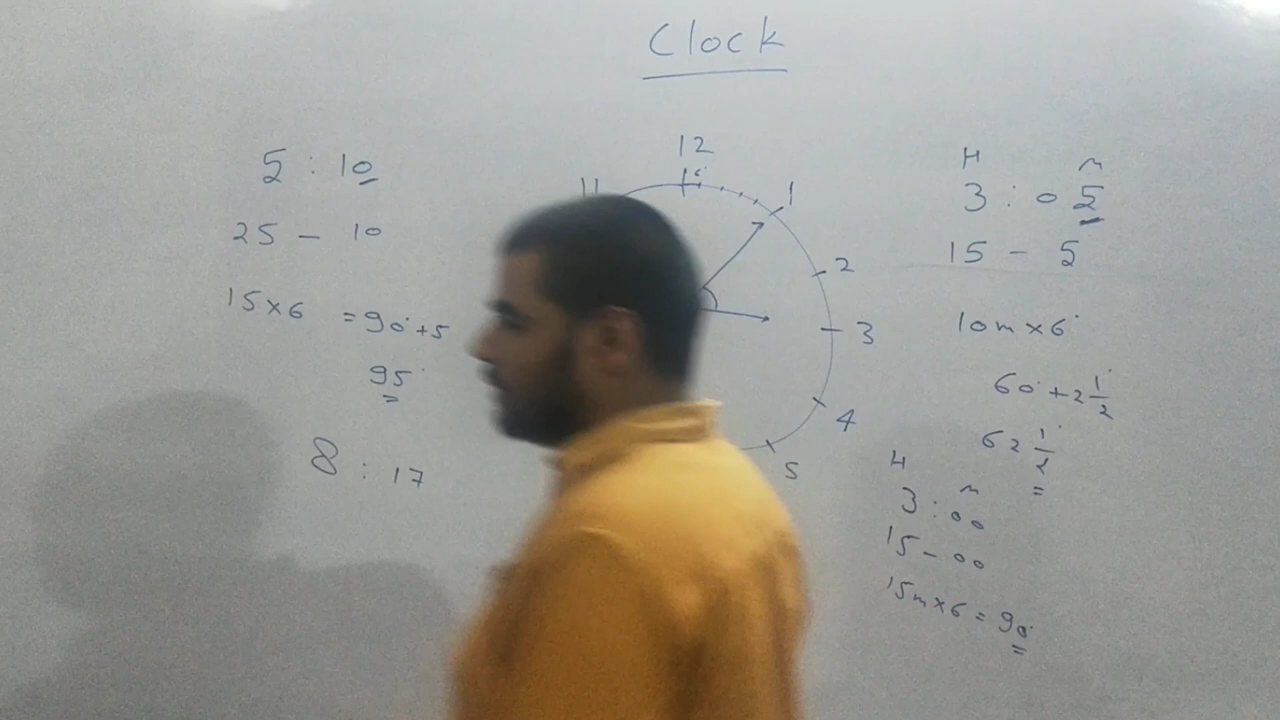 Clock
5 : 10
25 - 10
15×6 = 90° + 5
95°
8 : 17
12
11
1
2
3
4
5
H M
3 : 05
15 - 5
10m × 6°
60° + 2 1/2°
62 1/2°
H M
3 : 00
15 - 00
15m × 6 = 90°